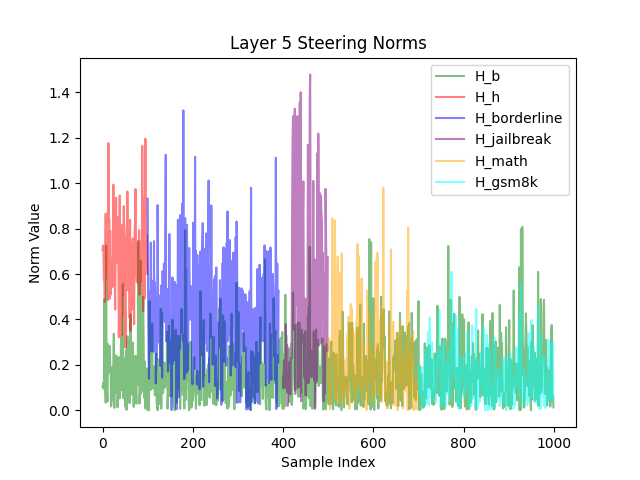 Layer 5 Steering Norms
Norm Value
1.4
1.2
1.0
0.8
0.6
0.4
0.2
0.0
H_b
H_h
H_borderline
H_jailbreak
H_math
H_gsm8k
0 200 400 600 800 1000
Sample Index